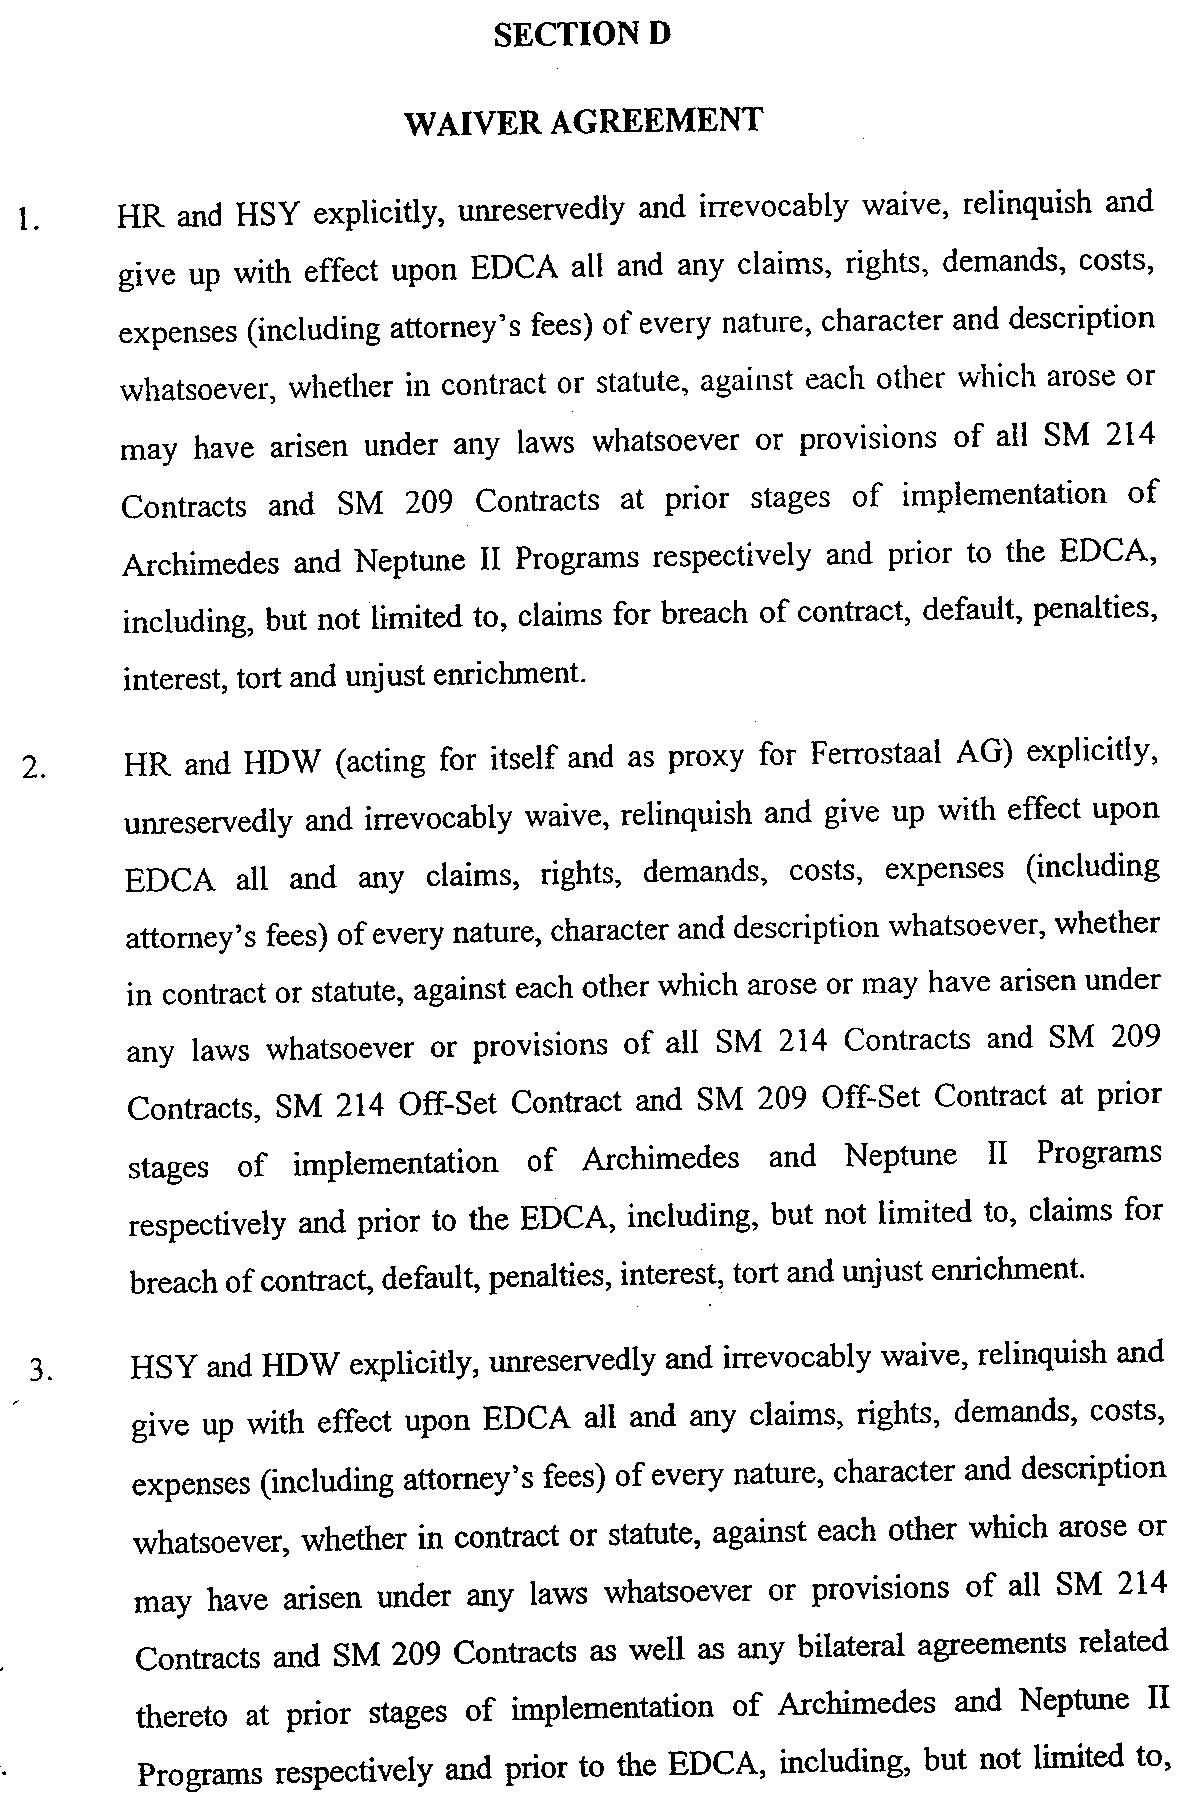 SECTION D
WAIVER AGREEMENT
1. HR and HSY explicitly, unreservedly and irrevocably waive, relinquish and
give up with effect upon EDCA all and any claims, rights, demands, costs,
expenses (including attorney's fees) of every nature, character and description
whatsoever, whether in contract or statute, against each other which arose or
may have arisen under any laws whatsoever or provisions of all SM 214
Contracts and SM 209 Contracts at prior stages of implementation of
Archimedes and Neptune II Programs respectively and prior to the EDCA,
including, but not limited to, claims for breach of contract, default, penalties,
interest, tort and unjust enrichment.
2. HR and HDW (acting for itself and as proxy for Ferrostaal AG) explicitly,
unreservedly and irrevocably waive, relinquish and give up with effect upon
EDCA all and any claims, rights, demands, costs, expenses (including
attorney's fees) of every nature, character and description whatsoever, whether
in contract or statute, against each other which arose or may have arisen under
any laws whatsoever or provisions of all SM 214 Contracts and SM 209
Contracts, SM 214 Off-Set Contract and SM 209 Off-Set Contract at prior
stages of implementation of Archimedes and Neptune II Programs
respectively and prior to the EDCA, including, but not limited to, claims for
breach of contract, default, penalties, interest, tort and unjust enrichment.
3. HSY and HDW explicitly, unreservedly and irrevocably waive, relinquish and
give up with effect upon EDCA all and any claims, rights, demands, costs,
expenses (including attorney's fees) of every nature, character and description
whatsoever, whether in contract or statute, against each other which arose or
may have arisen under any laws whatsoever or provisions of all SM 214
Contracts and SM 209 Contracts as well as any bilateral agreements related
thereto at prior stages of implementation of Archimedes and Neptune II
Programs respectively and prior to the EDCA, including, but not limited to,